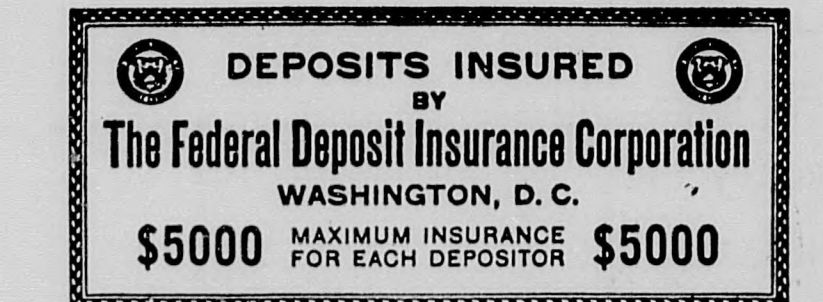 DEPOSITS INSURED
BY
The Federal Deposit Insurance Corporation
WASHINGTON, D. C.
$5000 MAXIMUM INSURANCE FOR EACH DEPOSITOR $5000